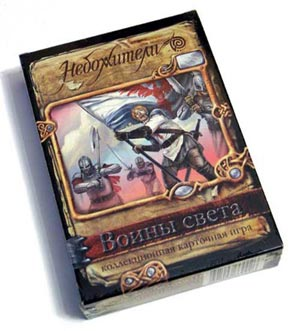 Небожители
Воины света
коллекционная карточная игра